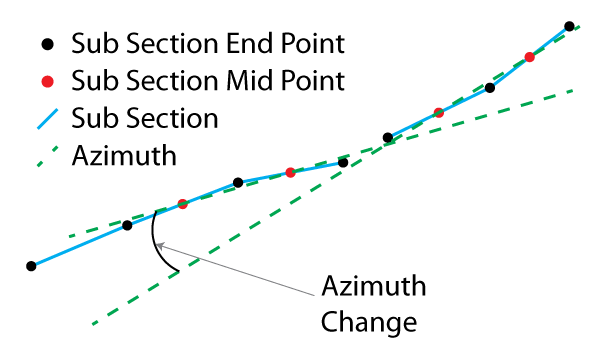 Sub Section End Point
Sub Section Mid Point
Sub Section
Azimuth
Azimuth
Change